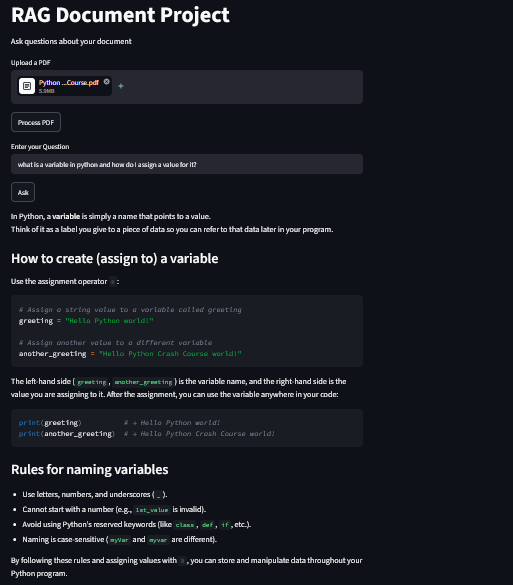 RAG Document Project
Ask questions about your document
Upload a PDF
Python ...Course.pdf
5.9MB
Process PDF
Enter your Question
what is a variable in python and how do i assign a value for it?
Ask
In Python, a variable is simply a name that points to a value.
Think of it as a label you give to a piece of data so you can refer to that data later in your program.
How to create (assign to) a variable
Use the assignment operator = :
# Assign a string value to a variable called greeting
greeting = "Hello Python world!"
# Assign another value to a different variable
another_greeting = "Hello Python Crash Course world!"
The left-hand side ( greeting , another_greeting ) is the variable name, and the right-hand side is the
value you are assigning to it. After the assignment, you can use the variable anywhere in your code:
print(greeting) # → Hello Python world!
print(another_greeting) # → Hello Python Crash Course world!
Rules for naming variables
• Use letters, numbers, and underscores ( _ ).
• Cannot start with a number (e.g., 1st_value is invalid).
• Avoid using Python's reserved keywords (like class , def , if , etc.).
• Naming is case-sensitive ( myVar and myvar are different).
By following these rules and assigning values with = , you can store and manipulate data throughout your
Python program.